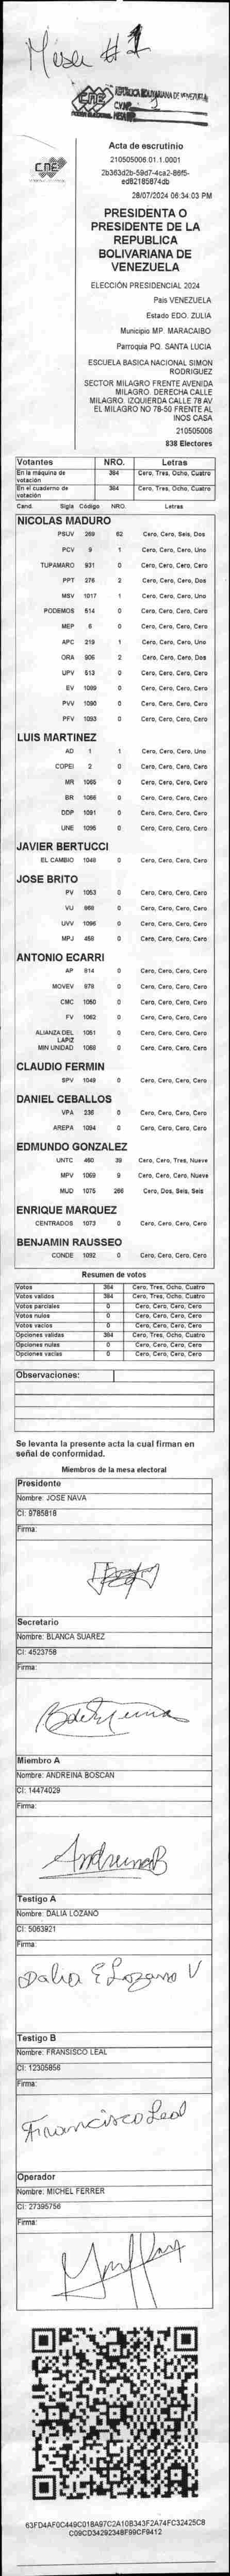 Mesa #1
CNE
REPÚBLICA BOLIVARIANA DE VENEZUELA
PODER ELECTORAL
CNE
Acta de escrutinio
210505006.01.1.0001
2b363d2b-59d7-4ca2-86f5-
ed82185874db
28/07/2024 06:34:03 PM
PRESIDENTA O
PRESIDENTE DE LA
REPUBLICA
BOLIVARIANA DE
VENEZUELA
ELECCIÓN PRESIDENCIAL 2024
Pais VENEZUELA
Estado EDO. ZULIA
Municipio MP. MARACAIBO
Parroquia PQ. SANTA LUCIA
ESCUELA BASICA NACIONAL SIMON
RODRIGUEZ
SECTOR MILAGRO FRENTE AVENIDA
MILAGRO. DERECHA CALLE
MILAGRO. IZQUIERDA CALLE 78 AV
EL MILAGRO NO 78-50 FRENTE AL
INOS CASA
210505006
838 Electores
Votantes NRO. Letras
En la máquina de votación 384 Cero, Tres, Ocho, Cuatro
En el cuaderno de votación 384 Cero, Tres, Ocho, Cuatro
Cand. Sigla Código NRO. Letras
NICOLAS MADURO
PSUV 269 62 Cero, Cero, Seis, Dos
PCV 9 1 Cero, Cero, Cero, Uno
TUPAMARO 931 0 Cero, Cero, Cero, Cero
PPT 276 2 Cero, Cero, Cero, Dos
MSV 1017 1 Cero, Cero, Cero, Uno
PODEMOS 514 0 Cero, Cero, Cero, Cero
MEP 6 0 Cero, Cero, Cero, Cero
APC 219 1 Cero, Cero, Cero, Uno
ORA 906 2 Cero, Cero, Cero, Dos
UPV 513 0 Cero, Cero, Cero, Cero
EV 1099 0 Cero, Cero, Cero, Cero
PVV 1090 0 Cero, Cero, Cero, Cero
PFV 1093 0 Cero, Cero, Cero, Cero
LUIS MARTINEZ
AD 1 1 Cero, Cero, Cero, Uno
COPEI 2 0 Cero, Cero, Cero, Cero
MR 1065 0 Cero, Cero, Cero, Cero
BR 0 Cero, Cero, Cero, Cero
DDP 1091 0 Cero, Cero, Cero, Cero
UNE 0 Cero, Cero, Cero, Cero
JAVIER BERTUCCI
EL CAMBIO 1048 0 Cero, Cero, Cero, Cero
JOSE BRITO
PV 1053 0 Cero, Cero, Cero, Cero
VU 868 0 Cero, Cero, Cero, Cero
UVV 0 Cero, Cero, Cero, Cero
MPJ 458 0 Cero, Cero, Cero, Cero
ANTONIO ECARRI
AP 814 0 Cero, Cero, Cero, Cero
MOVEV 979 0 Cero, Cero, Cero, Cero
CMC 1050 0 Cero, Cero, Cero, Cero
FV 1062 0 Cero, Cero, Cero, Cero
ALIANZA DEL LAPIZ 1051 0 Cero, Cero, Cero, Cero
MIN UNIDAD 0 Cero, Cero, Cero, Cero
CLAUDIO FERMIN
SPV 1049 0 Cero, Cero, Cero, Cero
DANIEL CEBALLOS
VPA 236 0 Cero, Cero, Cero, Cero
AREPA 1094 0 Cero, Cero, Cero, Cero
EDMUNDO GONZALEZ
UNTC 460 39 Cero, Cero, Tres, Nueve
MPV 1069 9 Cero, Cero, Cero, Nueve
MUD 1075 266 Cero, Dos, Seis, Seis
ENRIQUE MARQUEZ
CENTRADOS 1073 0 Cero, Cero, Cero, Cero
BENJAMIN RAUSSEO
CONDE 1092 0 Cero, Cero, Cero, Cero
Resumen de votos
Votos 384 Cero, Tres, Ocho, Cuatro
Votos validos 384 Cero, Tres, Ocho, Cuatro
Votos parciales 0 Cero, Cero, Cero, Cero
Votos nulos 0 Cero, Cero, Cero, Cero
Votos vacios 0 Cero, Cero, Cero, Cero
Opciones validas 384 Cero, Tres, Ocho, Cuatro
Opciones nulas 0 Cero, Cero, Cero, Cero
Opciones vacias 0 Cero, Cero, Cero, Cero
Observaciones:
Se levanta la presente acta la cual firman en
señal de conformidad.
Miembros de la mesa electoral
Presidente
Nombre: JOSE NAVA
CI: 9785818
Firma:
Secretario
Nombre: BLANCA SUAREZ
CI: 4523758
Firma:
Miembro A
Nombre: ANDREINA BOSCAN
CI: 14474029
Firma:
AndreinaB
Testigo A
Nombre: DALIA LOZANO
CI: 5063921
Firma:
Dalia E Lozano V
Testigo B
Nombre: FRANSISCO LEAL
CI: 12305856
Firma:
Francisco Leal
Operador
Nombre: MICHEL FERRER
CI: 27395756
Firma:
63FD4AF0C449C018A97C2A10B343F2A74FC32425C8
C09CD34292348F99CF9412